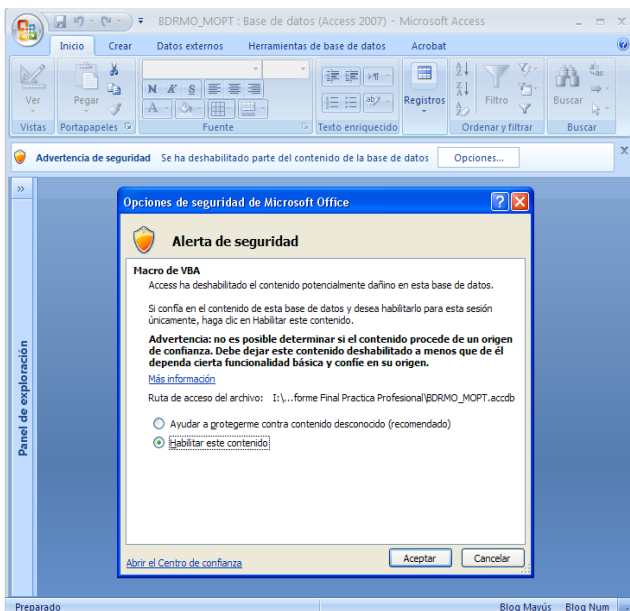 BDRMO_MOPT : Base de datos (Access 2007) - Microsoft Access
Inicio Crear Datos externos Herramientas de base de datos Acrobat
Ver
Pegar
N K S
A
ab
Registros
Filtro
Buscar
Vistas Portapapeles Fuente Texto enriquecido Ordenar y filtrar Buscar
Advertencia de seguridad Se ha deshabilitado parte del contenido de la base de datos Opciones...
»
Panel de exploración
Opciones de seguridad de Microsoft Office
Alerta de seguridad
Macro de VBA
Access ha deshabilitado el contenido potencialmente dañino en esta base de datos.
Si confía en el contenido de esta base de datos y desea habilitarlo para esta sesión
únicamente, haga clic en Habilitar este contenido.
Advertencia: no es posible determinar si el contenido procede de un origen
de confianza. Debe dejar este contenido deshabilitado a menos que de él
dependa cierta funcionalidad básica y confíe en su origen.
Más información
Ruta de acceso del archivo: I:\...forme Final Practica Profesional\BDRMO_MOPT.accdb
Ayudar a protegerme contra contenido desconocido (recomendado)
Habilitar este contenido
Abrir el Centro de confianza
Aceptar Cancelar
Preparado Bloq Mayús Bloq Num